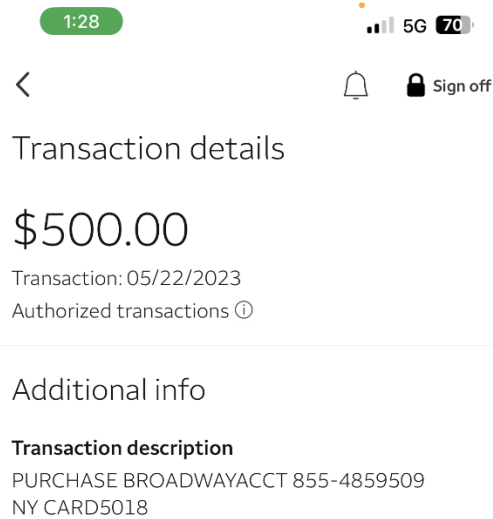 1:28 5G 70
Sign off
Transaction details
$500.00
Transaction: 05/22/2023
Authorized transactions
Additional info
Transaction description
PURCHASE BROADWAYACCT 855-4859509
NY CARD5018